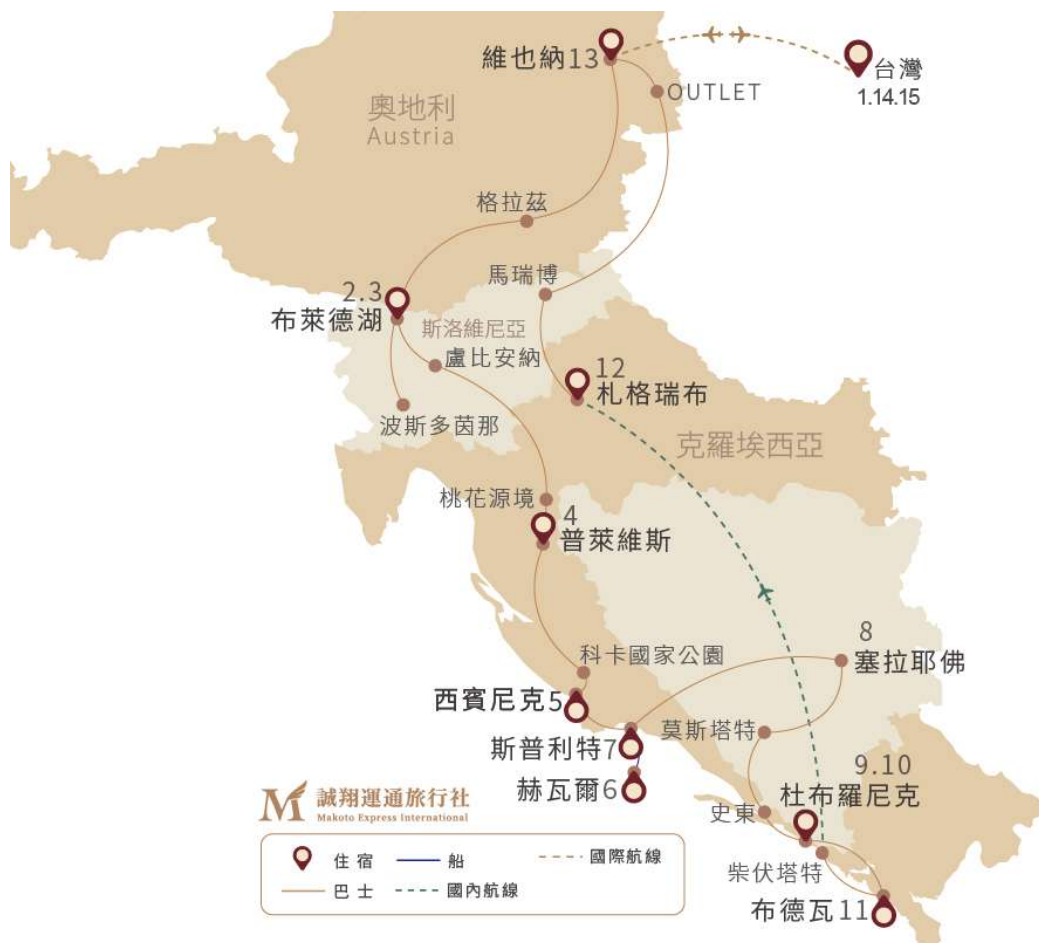 維也納13
台灣
1.14.15
OUTLET
奧地利
Austria
格拉茲
馬瑞博
2.3
布萊德湖
斯洛維尼亞
盧比安納
12
札格瑞布
波斯多茵那
克羅埃西亞
桃花源境
4
普萊維斯
8
塞拉耶佛
科卡國家公園
西賓尼克5
斯普利特7
莫斯塔特
赫瓦爾6
9.10
杜布羅尼克
史東
M 誠翔運通旅行社
Makoto Express International
柴伏塔特
布德瓦11
住宿
船
國際航線
巴士
國內航線